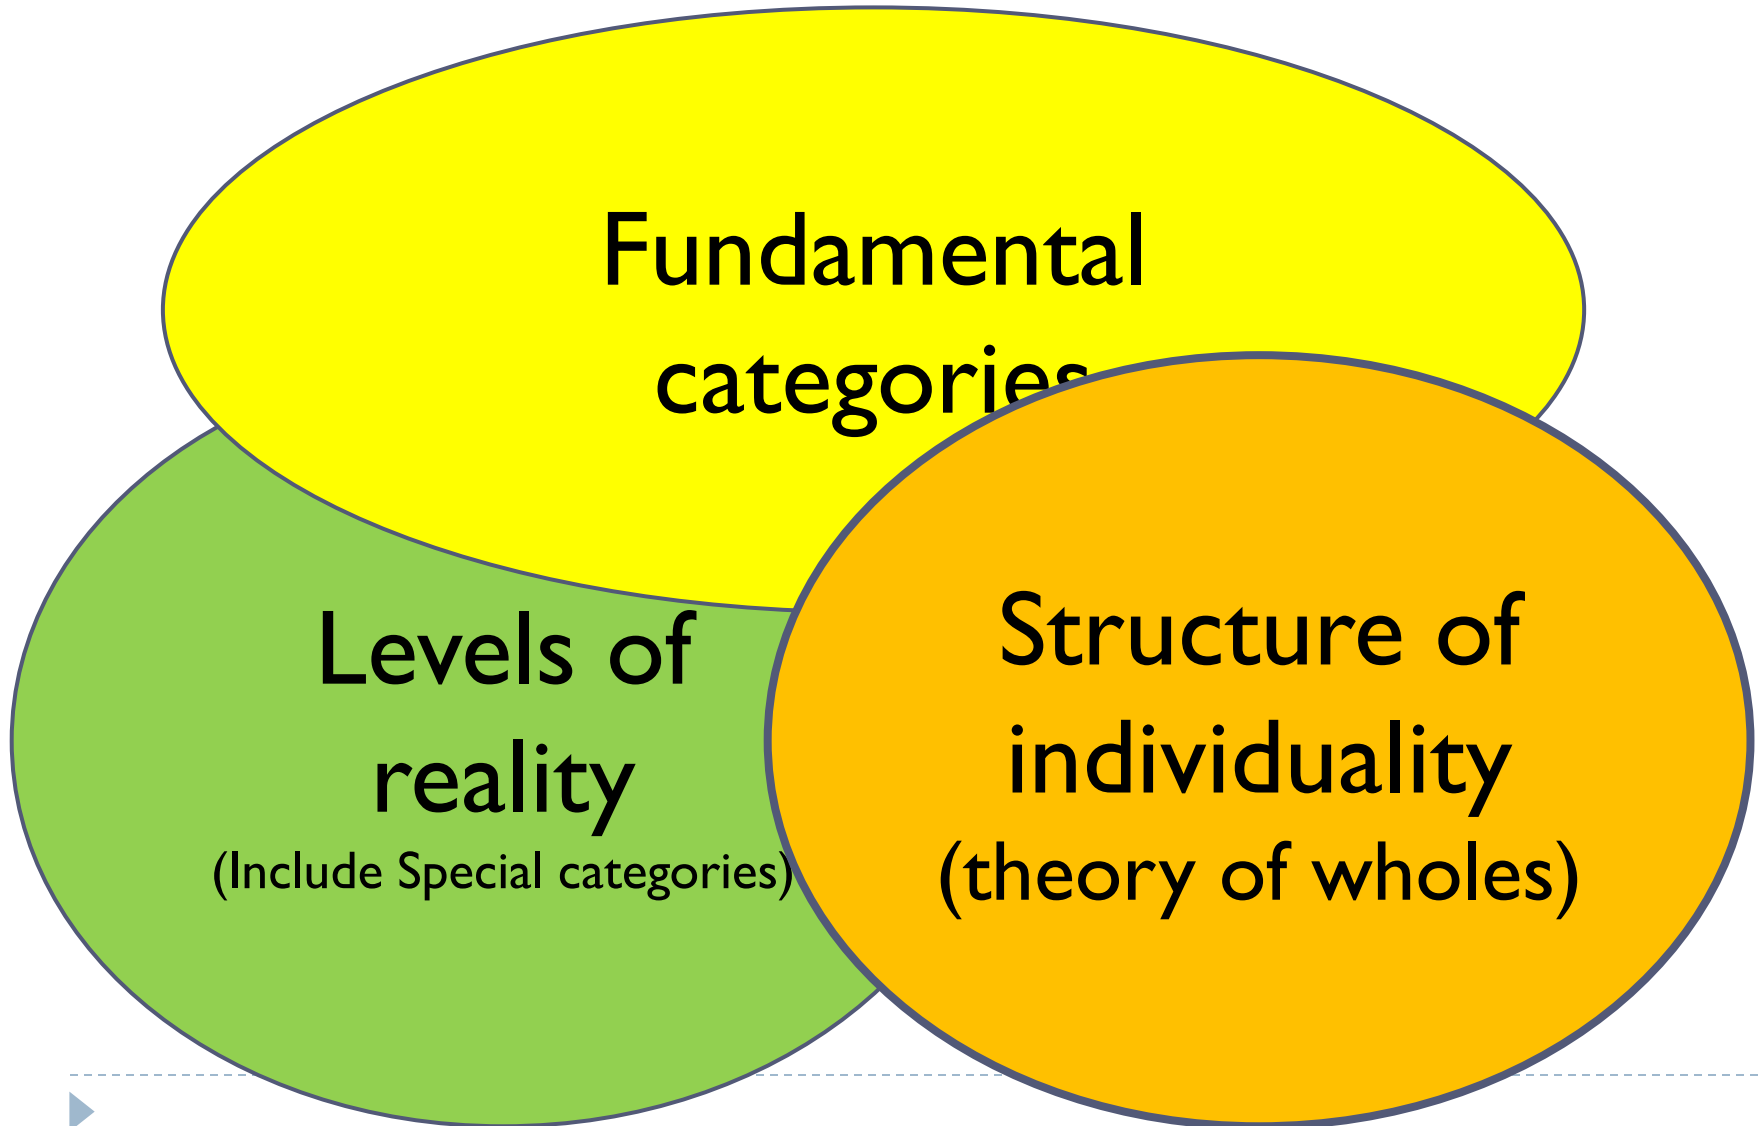 Fundamental
categories
Levels of
reality
(Include Special categories)
Structure of
individuality
(theory of wholes)